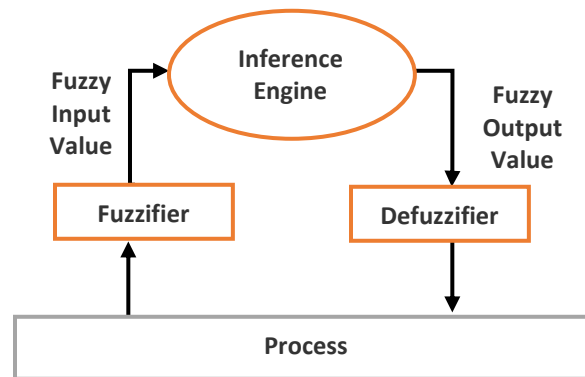 Inference
Engine
Fuzzy
Input
Value
Fuzzy
Output
Value
Fuzzifier
Defuzzifier
Process